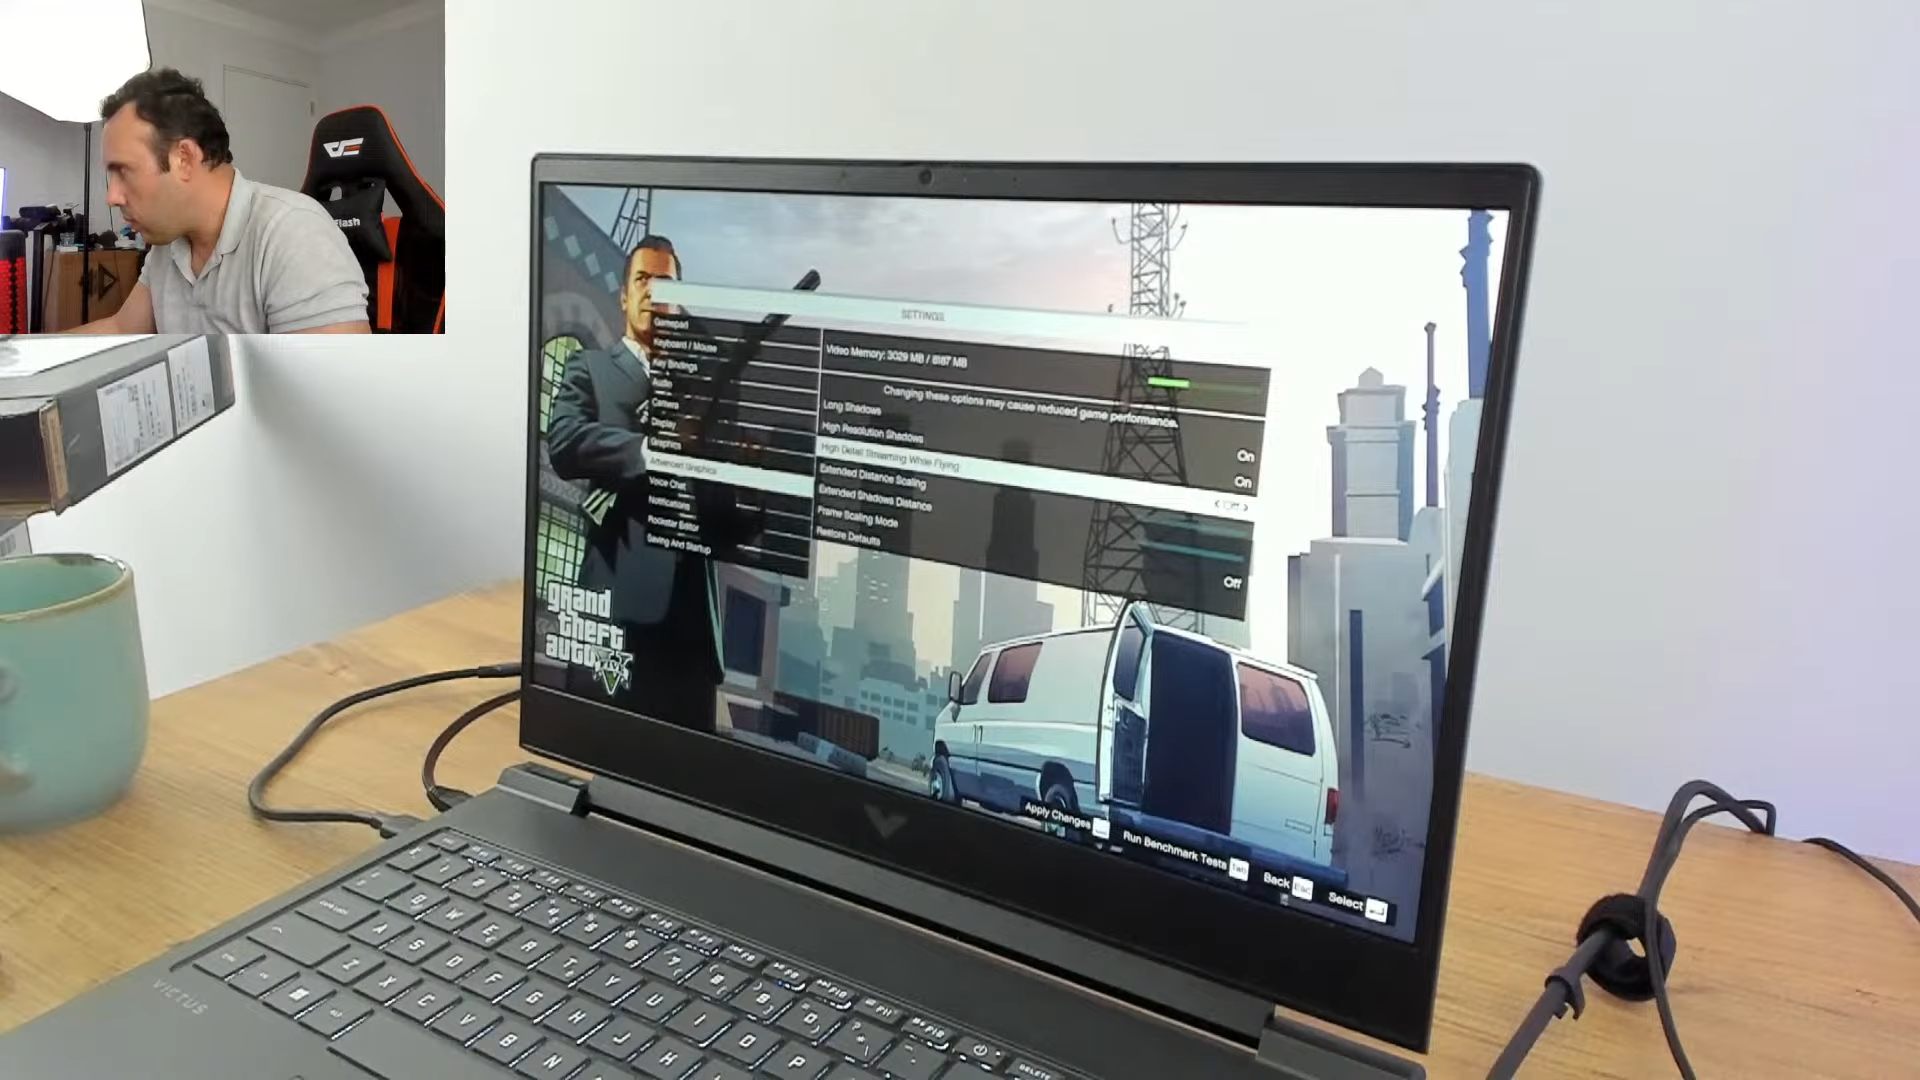 Flash
SETTINGS
Gamepad
Keyboard / Mouse
Key Bindings
Audio
Camera
Display
Graphics
Advanced Graphics
Voice Chat
Notifications
Rockstar Editor
Saving And Startup
Video Memory: 3029 MB / 8187 MB
Changing these options may cause reduced game performance.
Long Shadows On
High Resolution Shadows On
High Detail Streaming While Flying < Off >
Extended Distance Scaling
Extended Shadows Distance
Frame Scaling Mode Off
Restore Defaults
grand
theft
auto
V
Apply Changes
Run Benchmark Tests Tab
Back Esc
Select
VICTUS
Q W E R T Y U I O P
A S D F G H J K
Z X C V B N
DELETE